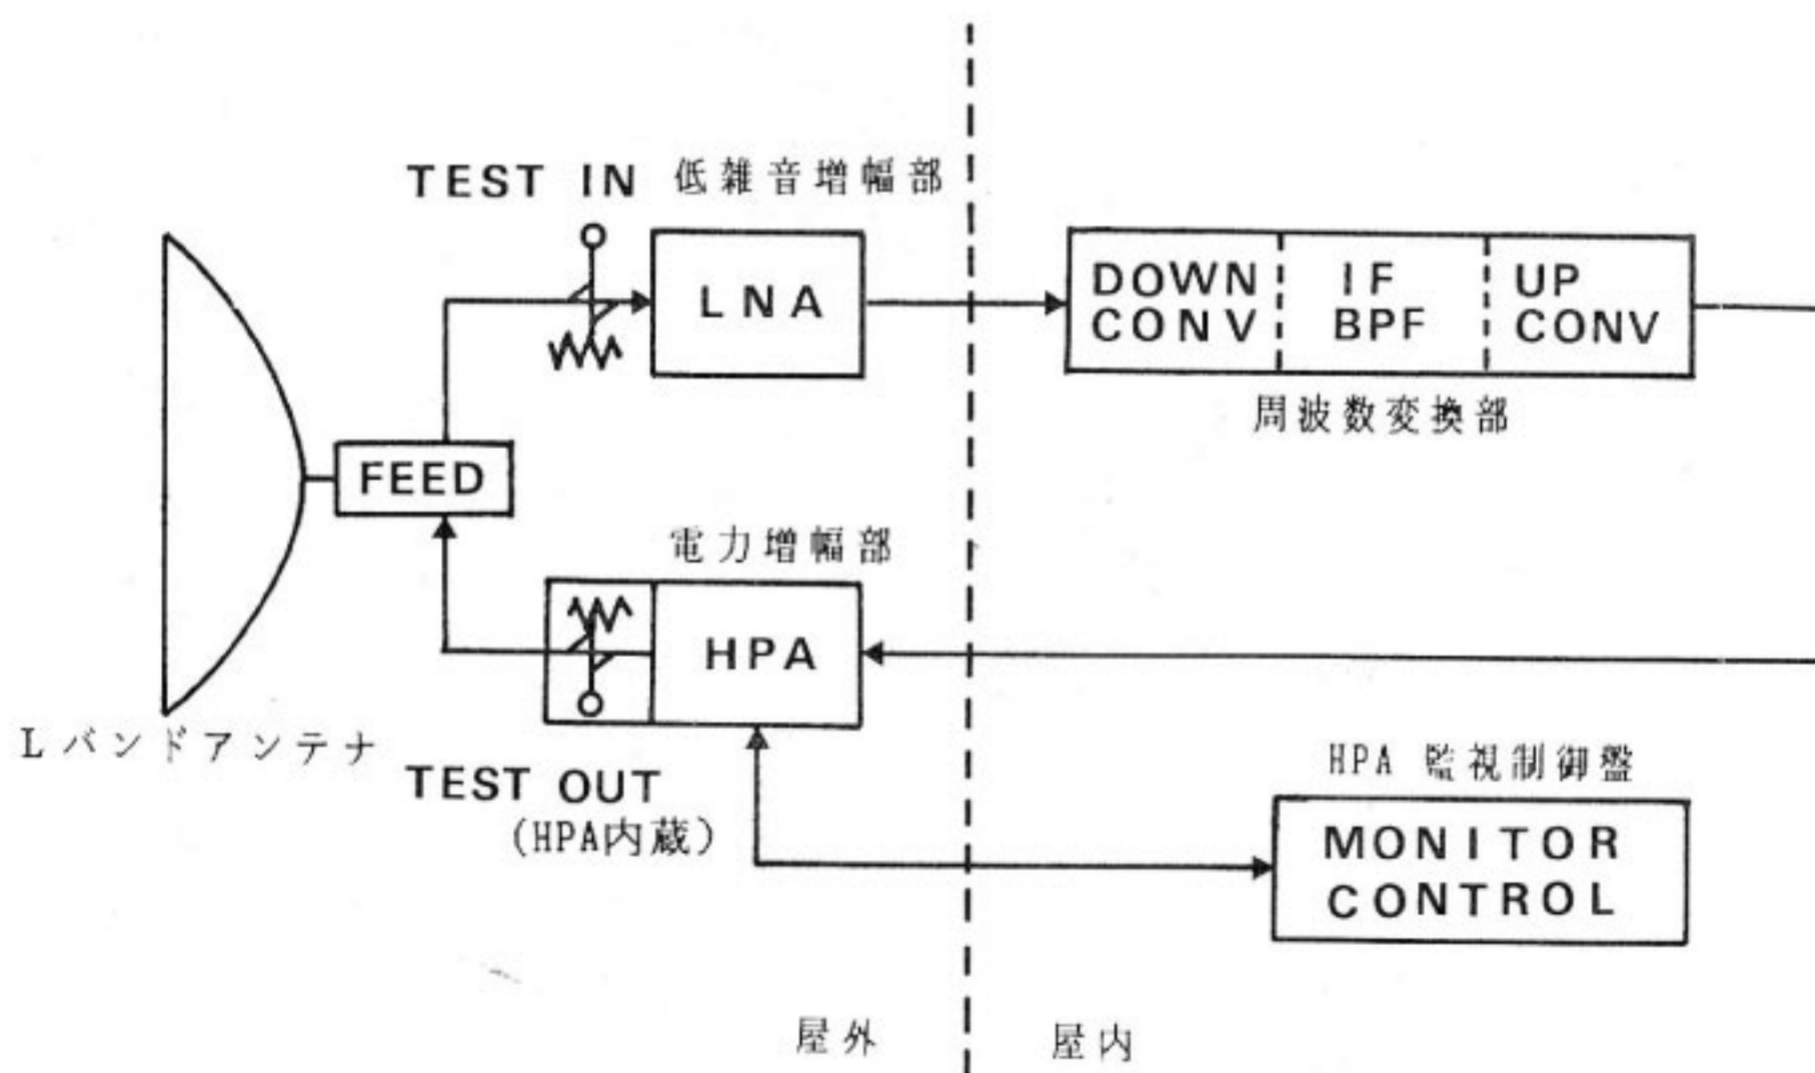 TEST IN 低雑音増幅部
LNA
DOWN CONV
IF BPF
UP CONV
周波数変換部
FEED
電力増幅部
HPA
Lバンドアンテナ
TEST OUT
(HPA内蔵)
HPA 監視制御盤
MONITOR
CONTROL
屋外
屋内